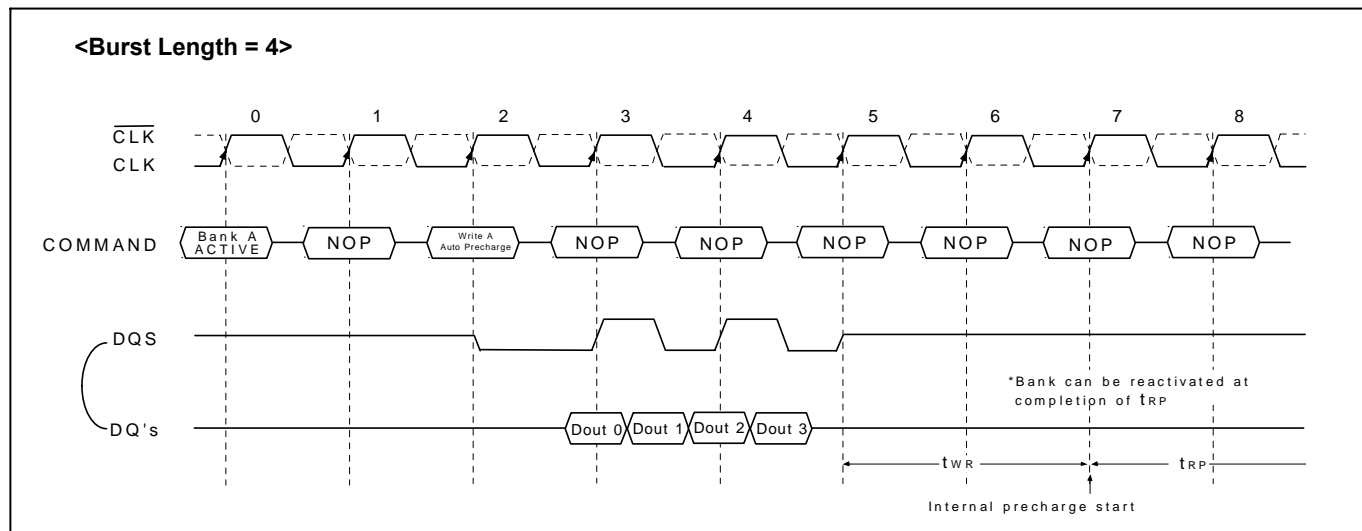 <Burst Length = 4>
0 1 2 3 4 5 6 7 8
CLK
CLK
COMMAND
Bank A
ACTIVE
NOP
Write A
Auto Precharge
NOP
NOP
NOP
NOP
NOP
NOP
DQS
*Bank can be reactivated at
completion of tRP
DQ's
Dout 0 Dout 1 Dout 2 Dout 3
tWR
tRP
Internal precharge start